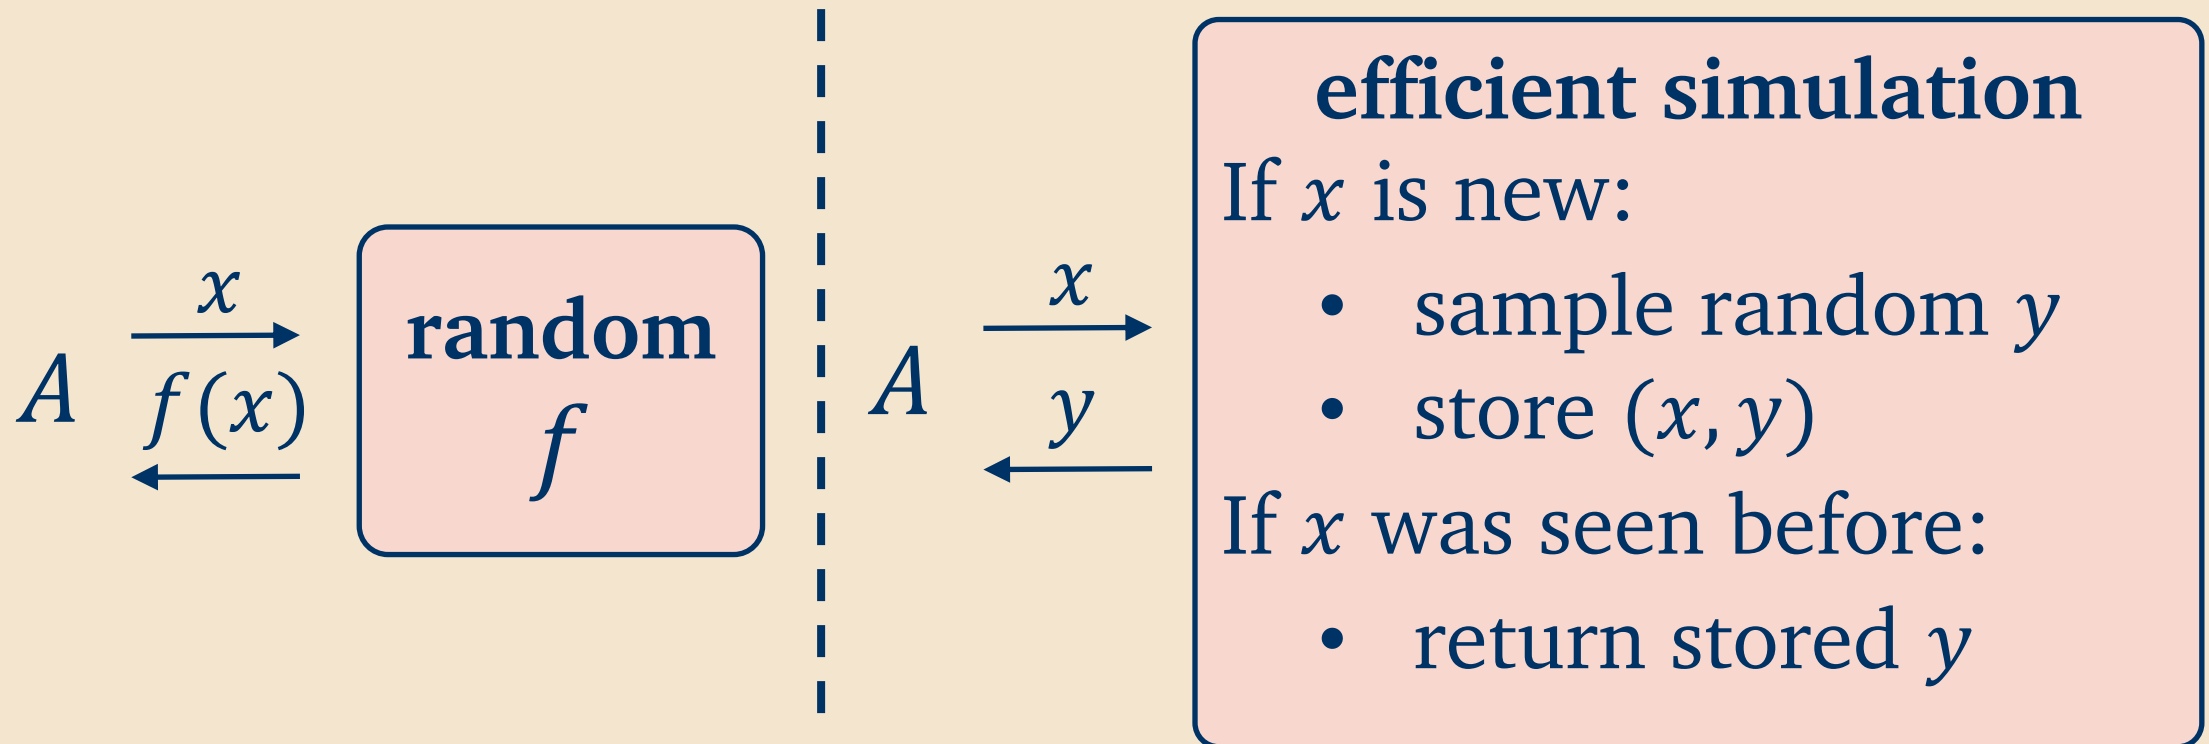 x
A
f(x)
random
f
x
A
y
efficient simulation
If x is new:
• sample random y
• store (x, y)
If x was seen before:
• return stored y